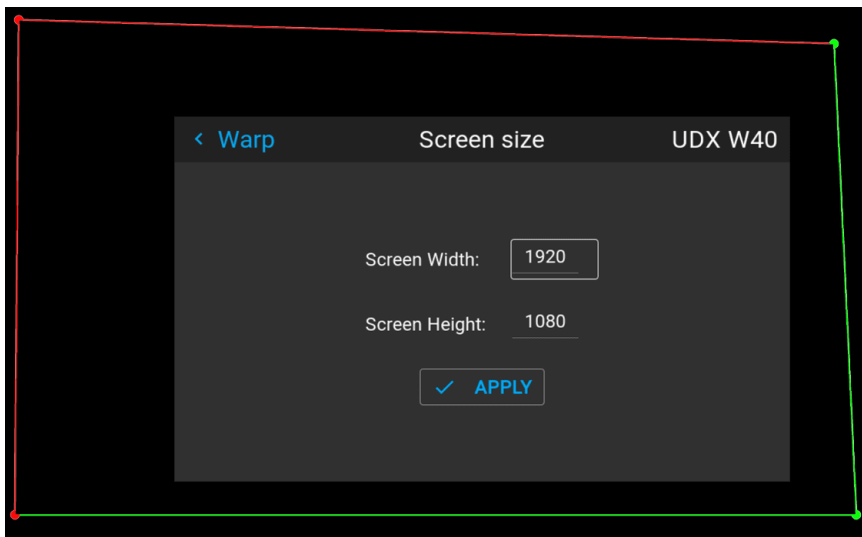 Warp Screen size UDX W40
Screen Width: 1920
Screen Height: 1080
APPLY